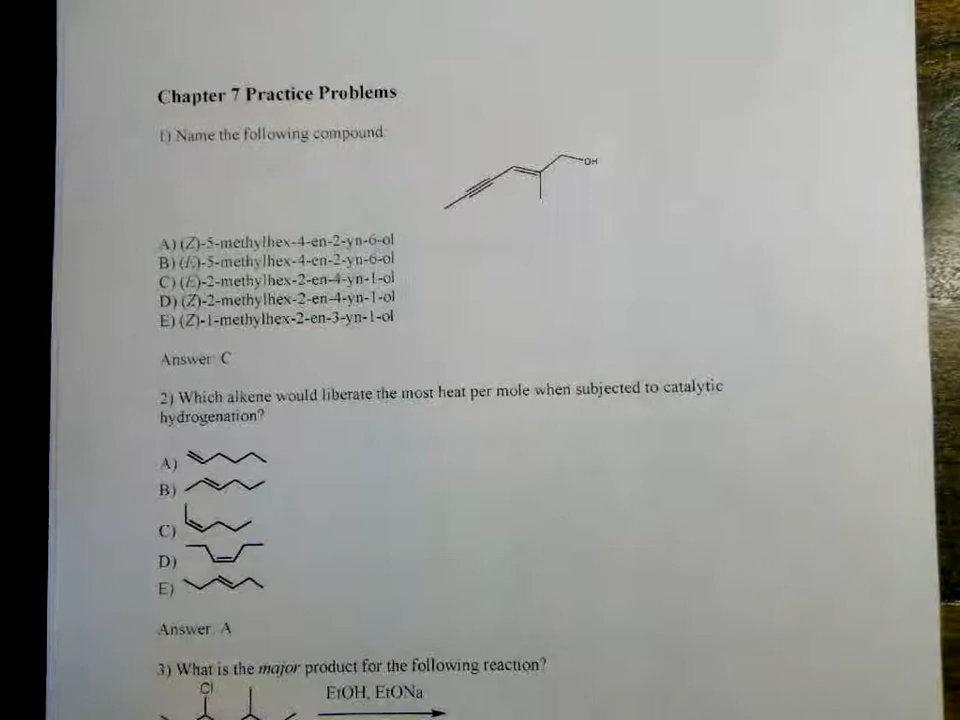 Chapter 7 Practice Problems
1) Name the following compound:
OH
A) (Z)-5-methylhex-4-en-2-yn-6-ol
B) (E)-5-methylhex-4-en-2-yn-6-ol
C) (E)-2-methylhex-2-en-4-yn-1-ol
D) (Z)-2-methylhex-2-en-4-yn-1-ol
E) (Z)-1-methylhex-2-en-3-yn-1-ol
Answer: C
2) Which alkene would liberate the most heat per mole when subjected to catalytic
hydrogenation?
A)
B)
C)
D)
E)
Answer: A
3) What is the major product for the following reaction?
Cl
EtOH, EtONa